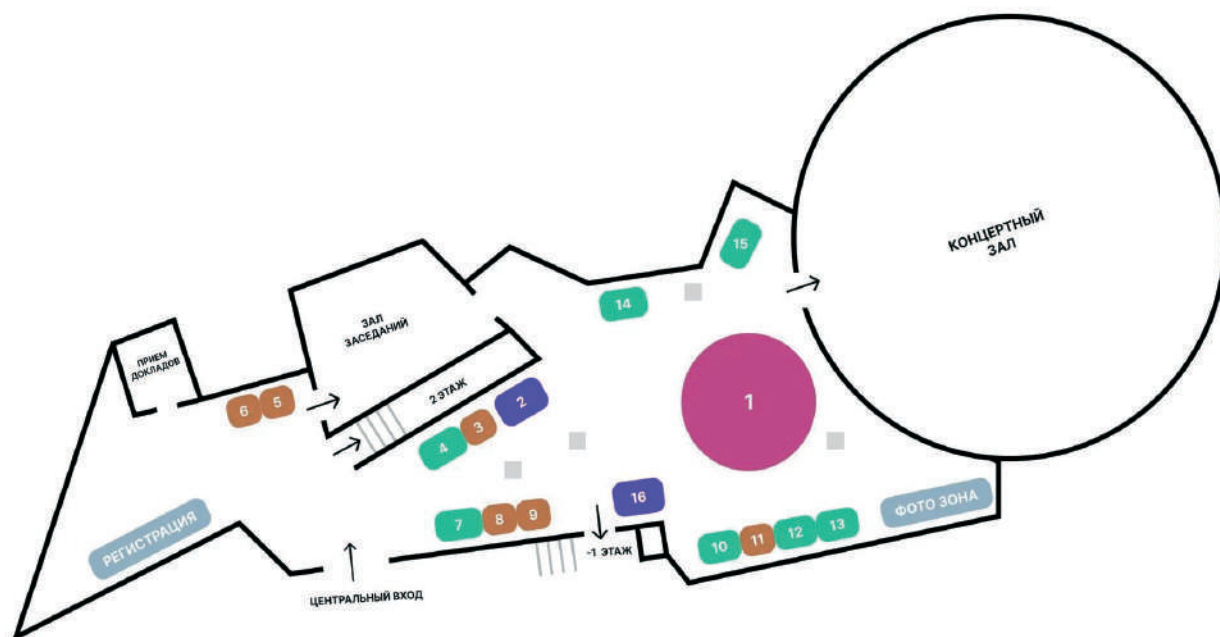 КОНЦЕРТНЫЙ
ЗАЛ
15
14
ЗАЛ
ЗАСЕДАНИЙ
ПРИЕМ
ДОКЛАДОВ
2 ЭТАЖ
6
5
4
3
2
1
7
8
9
16
-1 ЭТАЖ
10
11
12
13
ФОТО ЗОНА
РЕГИСТРАЦИЯ
ЦЕНТРАЛЬНЫЙ ВХОД